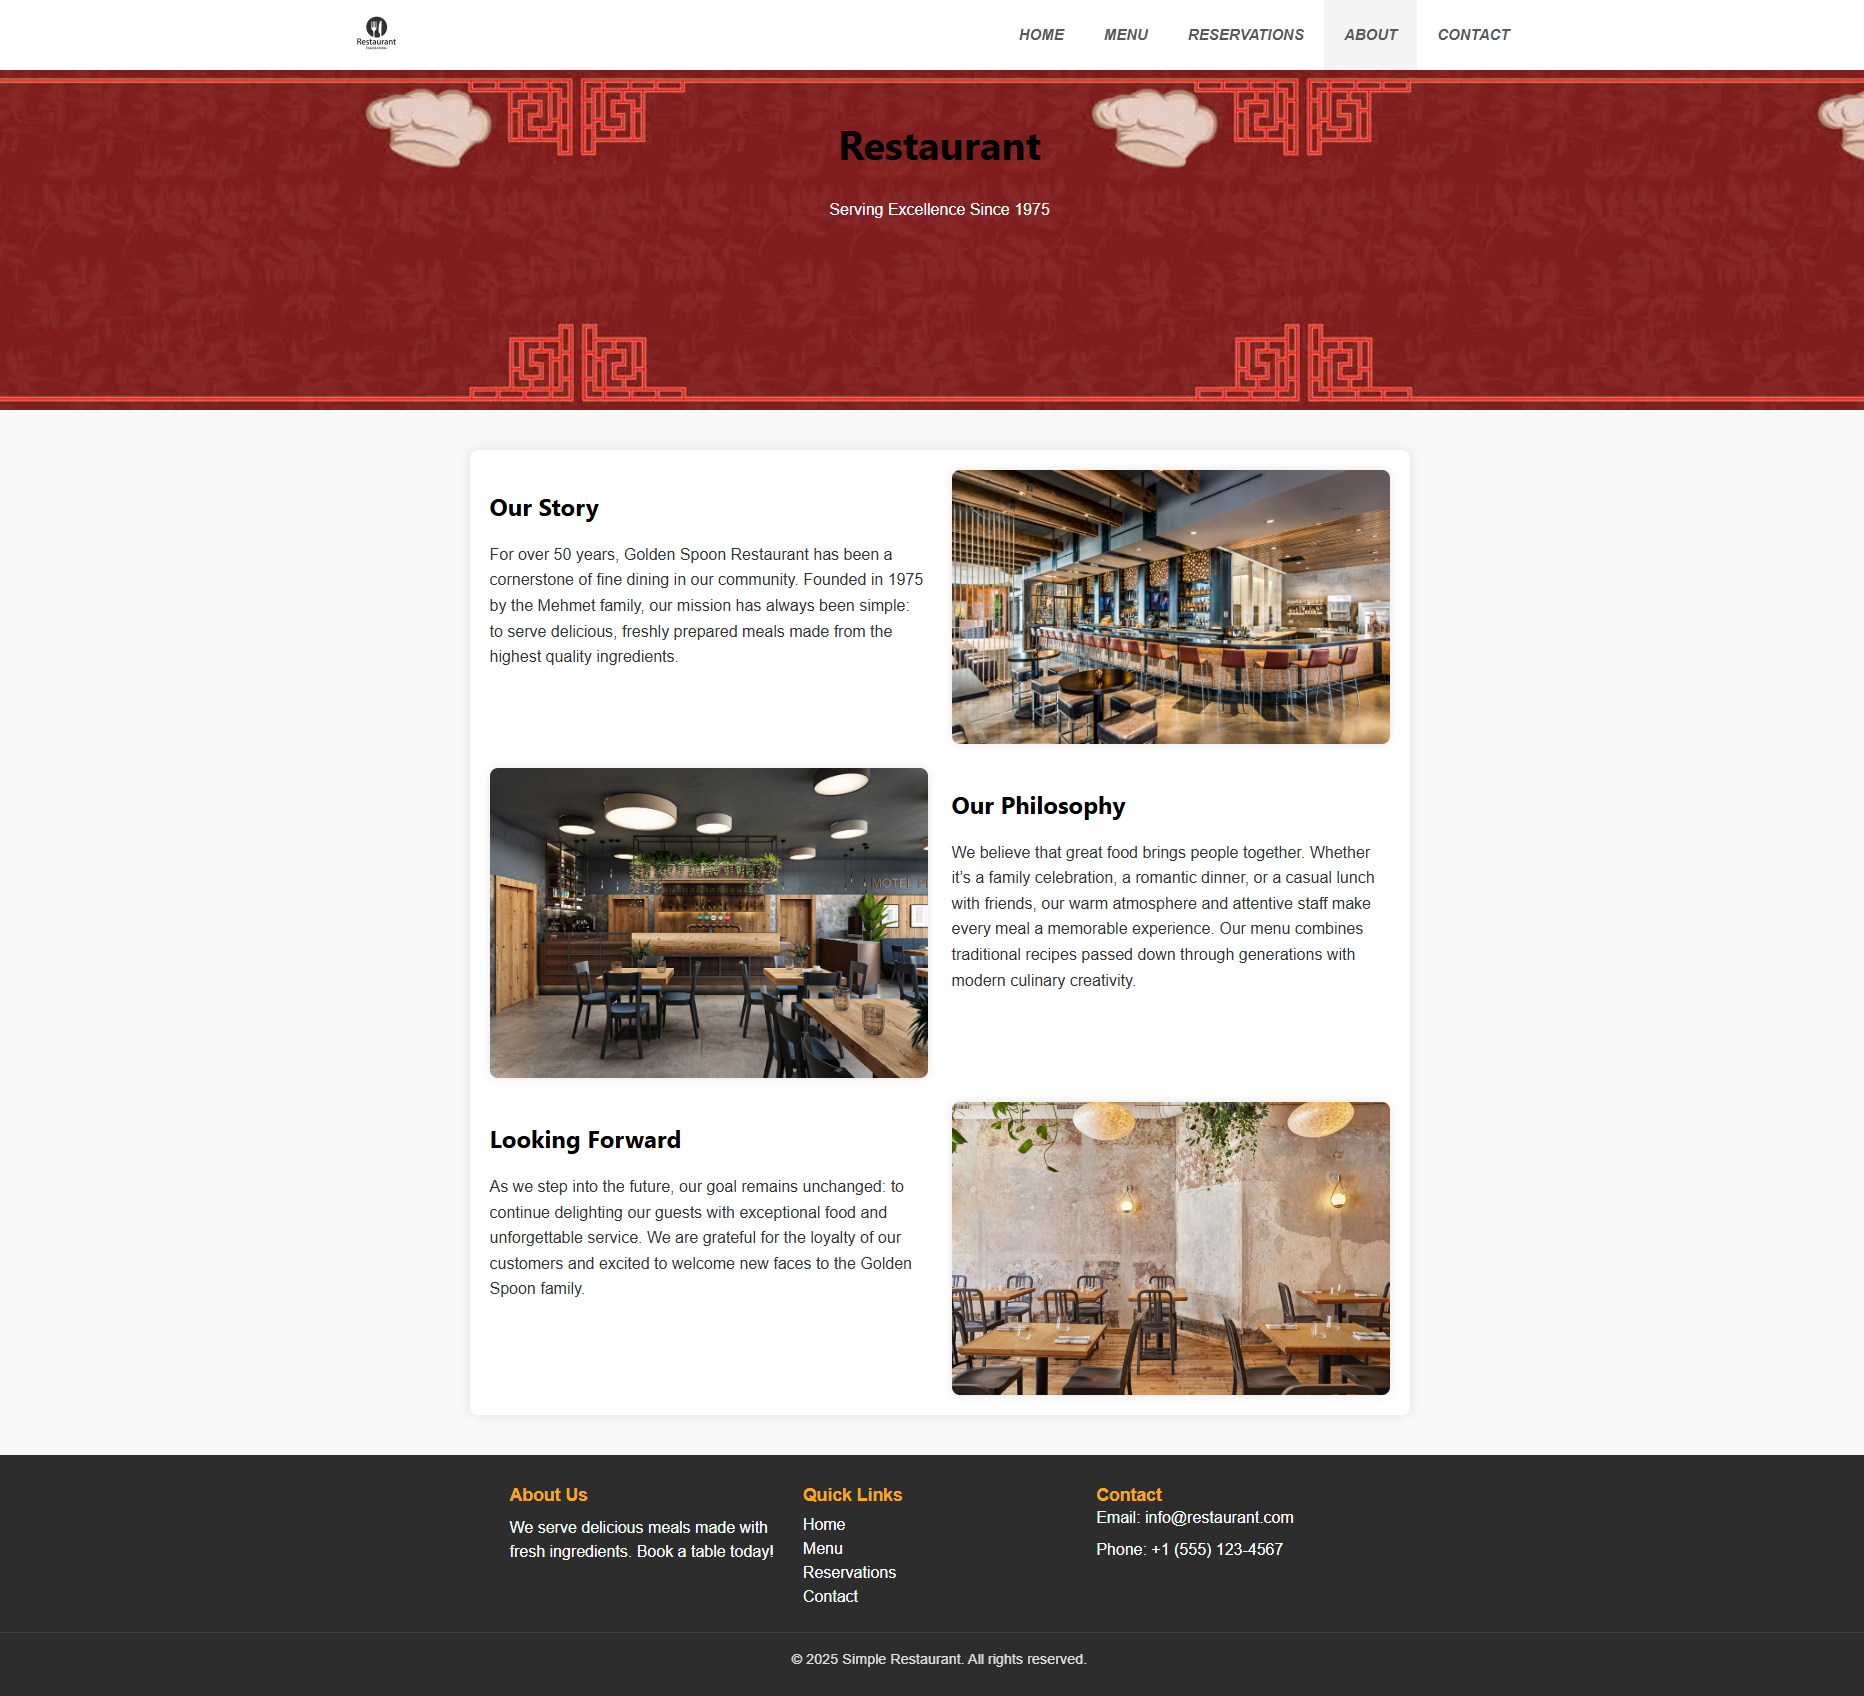 Restaurant
Food & Drinks
HOME MENU RESERVATIONS ABOUT CONTACT
Restaurant
Serving Excellence Since 1975
Our Story
For over 50 years, Golden Spoon Restaurant has been a
cornerstone of fine dining in our community. Founded in 1975
by the Mehmet family, our mission has always been simple:
to serve delicious, freshly prepared meals made from the
highest quality ingredients.
MOTEL P
Our Philosophy
We believe that great food brings people together. Whether
it’s a family celebration, a romantic dinner, or a casual lunch
with friends, our warm atmosphere and attentive staff make
every meal a memorable experience. Our menu combines
traditional recipes passed down through generations with
modern culinary creativity.
Looking Forward
As we step into the future, our goal remains unchanged: to
continue delighting our guests with exceptional food and
unforgettable service. We are grateful for the loyalty of our
customers and excited to welcome new faces to the Golden
Spoon family.
About Us
We serve delicious meals made with
fresh ingredients. Book a table today!
Quick Links
Home
Menu
Reservations
Contact
Contact
Email: info@restaurant.com
Phone: +1 (555) 123-4567
© 2025 Simple Restaurant. All rights reserved.